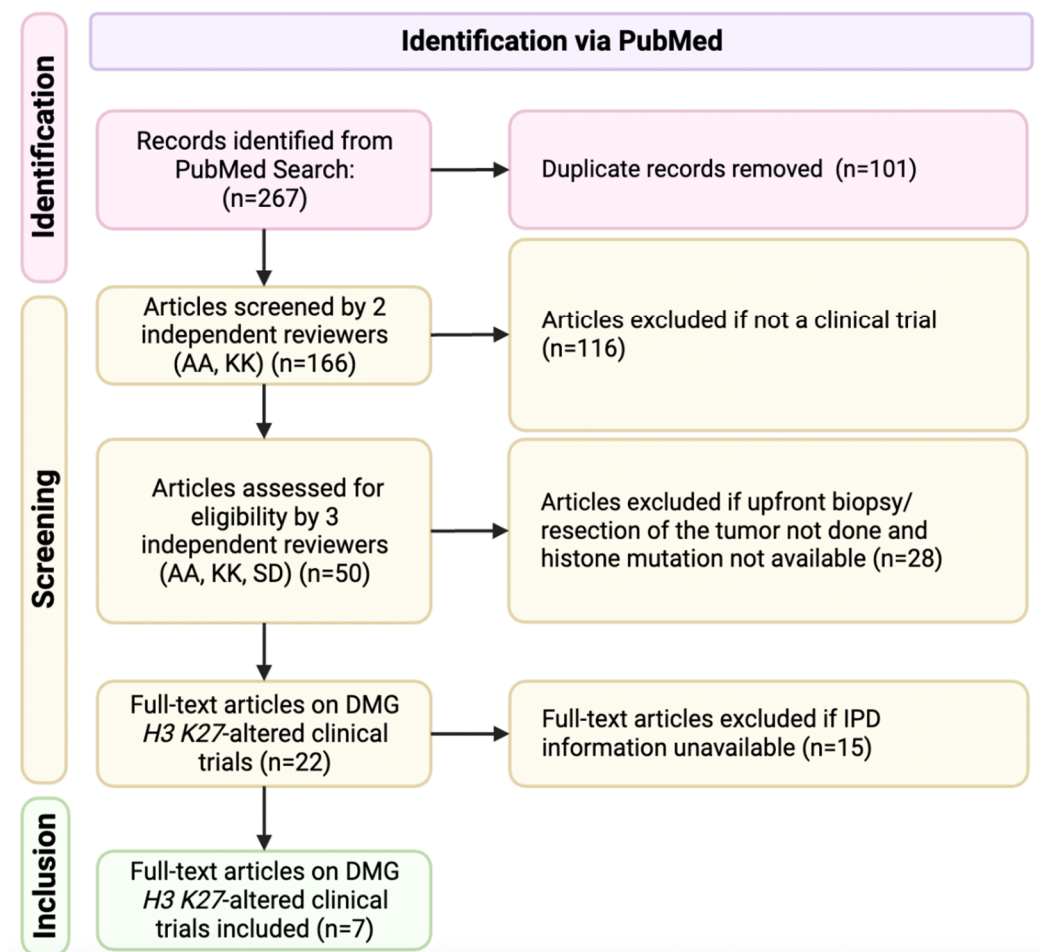 Identification via PubMed
Identification
Records identified from
PubMed Search:
(n=267)
Duplicate records removed (n=101)
Screening
Articles screened by 2
independent reviewers
(AA, KK) (n=166)
Articles excluded if not a clinical trial
(n=116)
Articles assessed for
eligibility by 3
independent reviewers
(AA, KK, SD) (n=50)
Articles excluded if upfront biopsy/
resection of the tumor not done and
histone mutation not available (n=28)
Full-text articles on DMG
H3 K27-altered clinical
trials (n=22)
Full-text articles excluded if IPD
information unavailable (n=15)
Inclusion
Full-text articles on DMG
H3 K27-altered clinical
trials included (n=7)